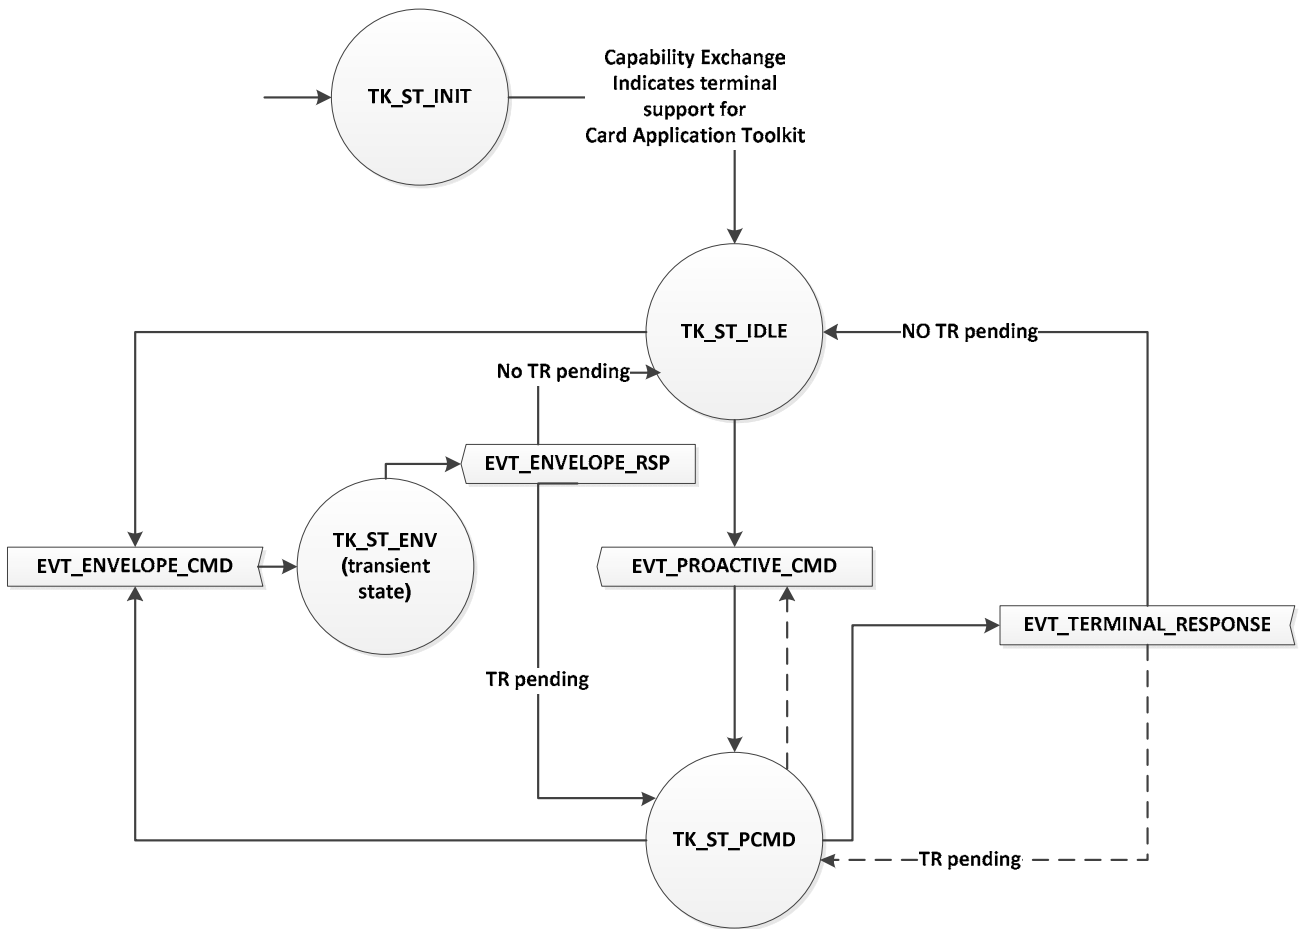 TK_ST_INIT
Capability Exchange
Indicates terminal
support for
Card Application Toolkit
TK_ST_IDLE
NO TR pending
No TR pending
EVT_ENVELOPE_RSP
TK_ST_ENV
(transient
state)
EVT_ENVELOPE_CMD
EVT_PROACTIVE_CMD
EVT_TERMINAL_RESPONSE
TR pending
TK_ST_PCMD
TR pending